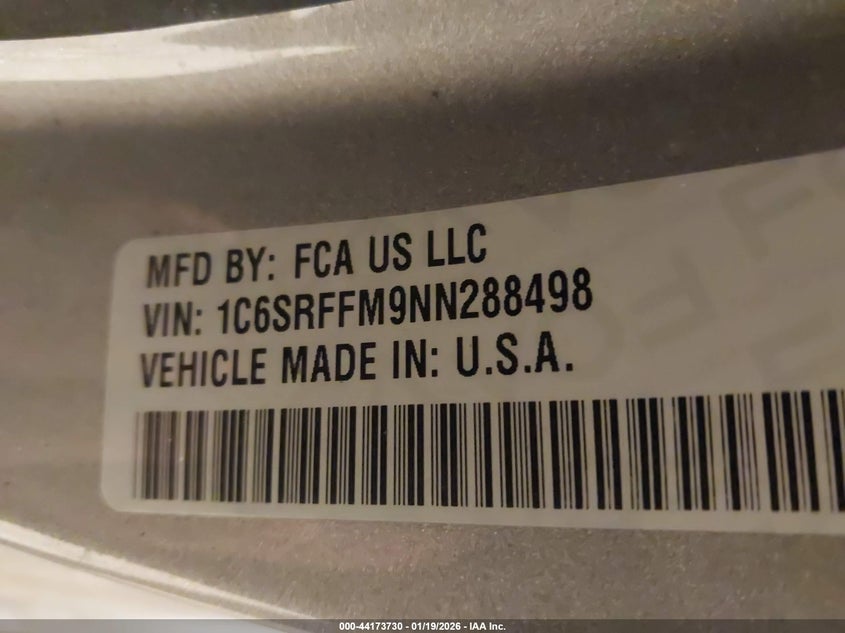 MFD BY: FCA US LLC
VIN: 1C6SRFFM9NN288498
VEHICLE MADE IN: U.S.A.
000-44173730 - 01/19/2026 - IAA Inc.